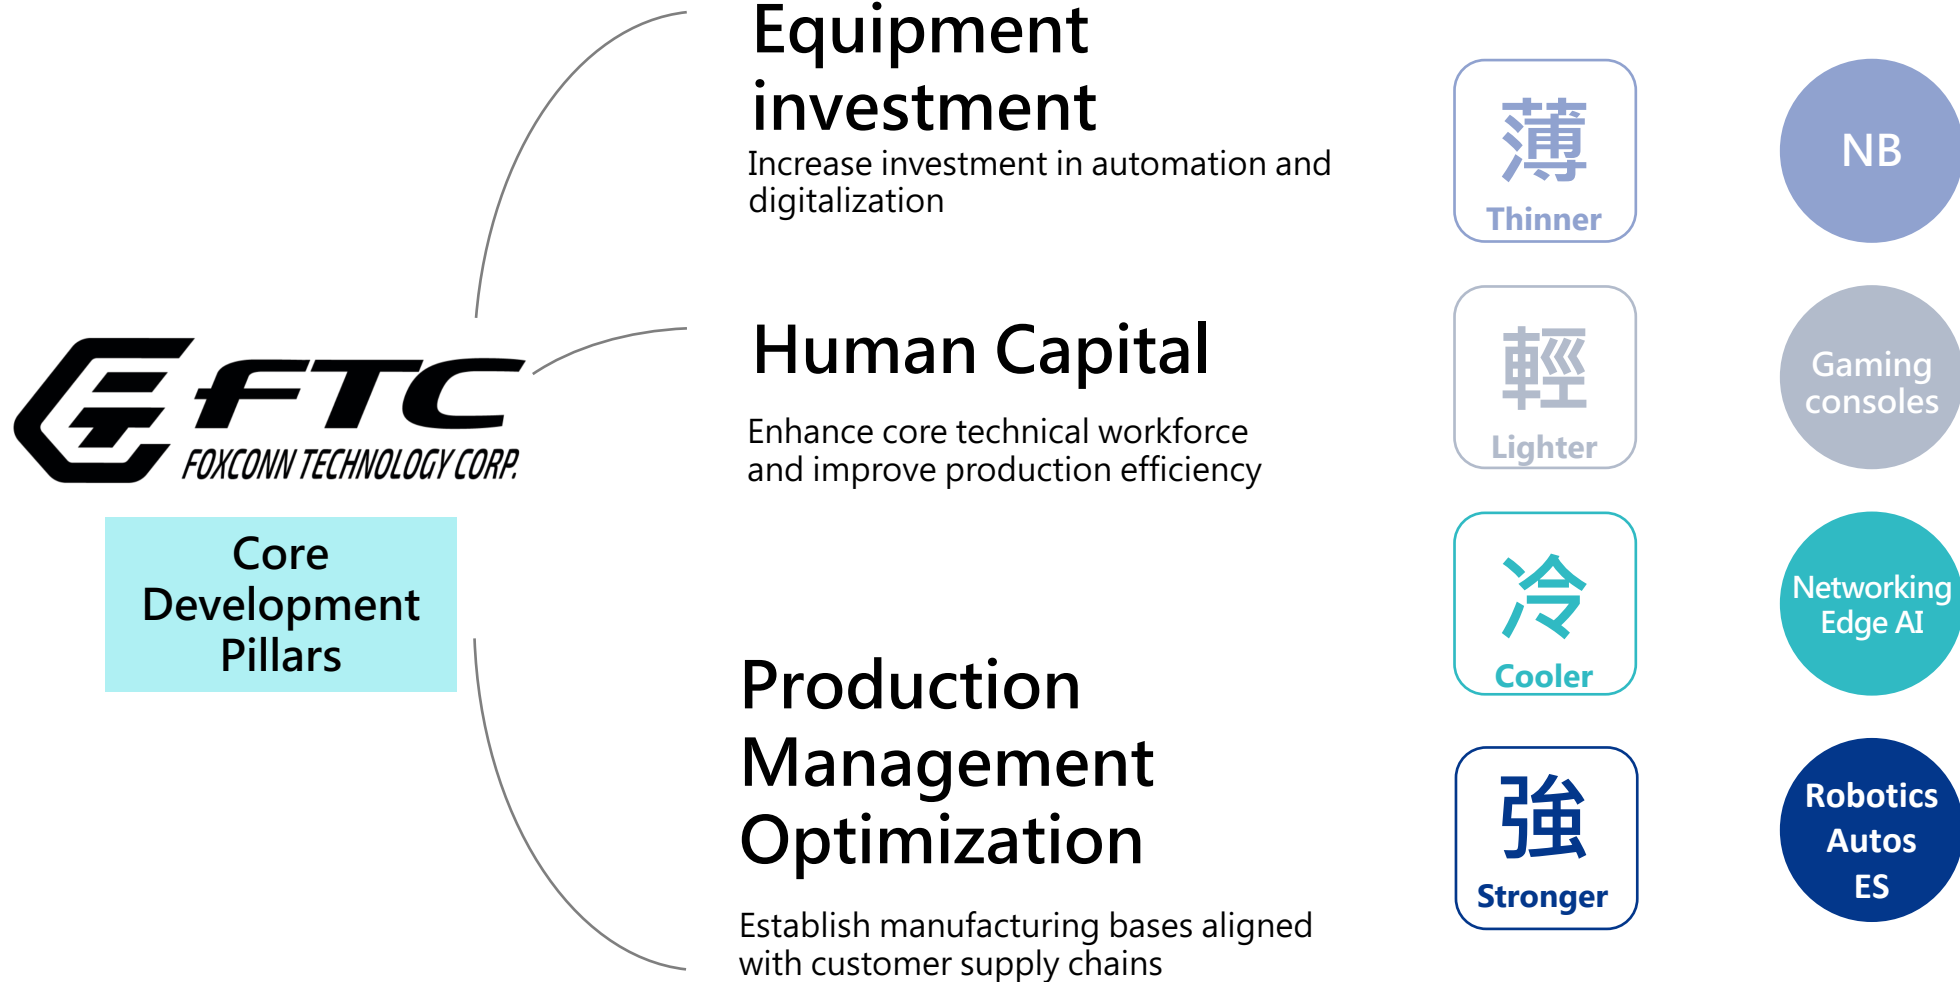 FTC
FOXCONN TECHNOLOGY CORP.
Core
Development
Pillars
Equipment
investment
Increase investment in automation and
digitalization
Human Capital
Enhance core technical workforce
and improve production efficiency
Production
Management
Optimization
Establish manufacturing bases aligned
with customer supply chains
薄
Thinner
NB
輕
Lighter
Gaming
consoles
冷
Cooler
Networking
Edge AI
強
Stronger
Robotics
Autos
ES